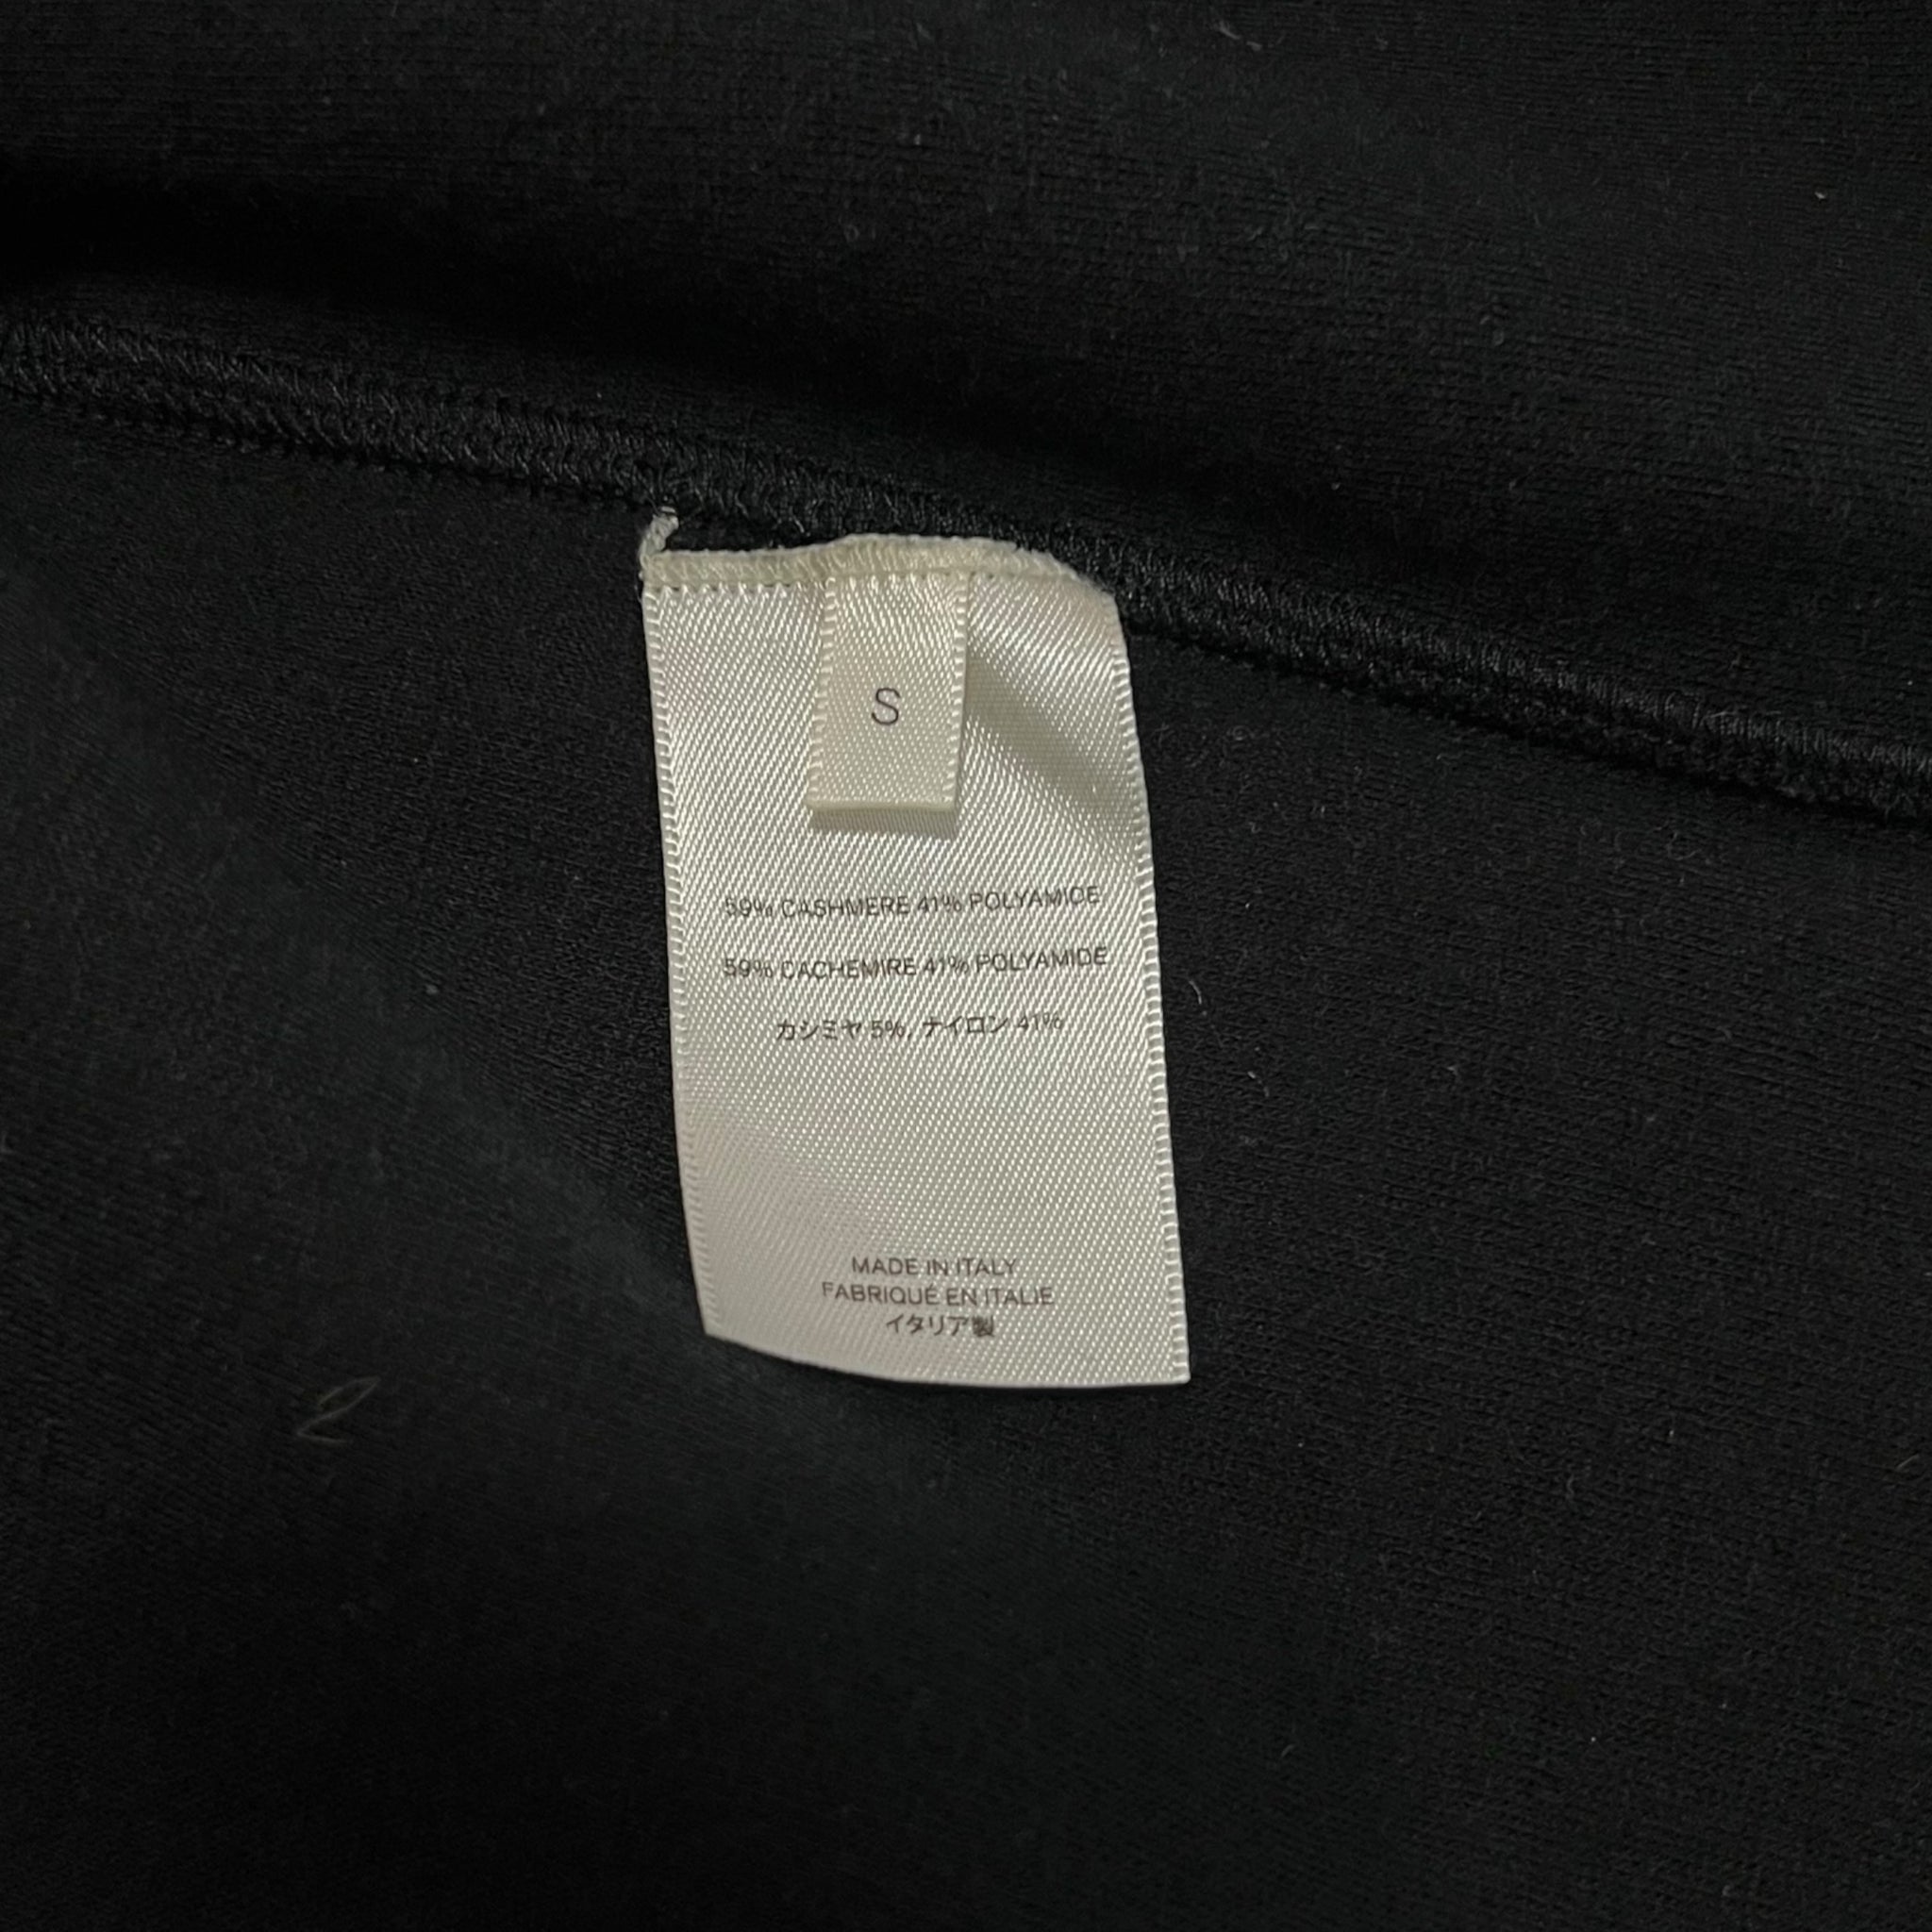 S
59% CASHMERE 41% POLYAMIDE
59% CACHEMIRE 41% POLYAMIDE
カシミヤ 5%, ナイロン 41%
MADE IN ITALY
FABRIQUÉ EN ITALIE
イタリア製